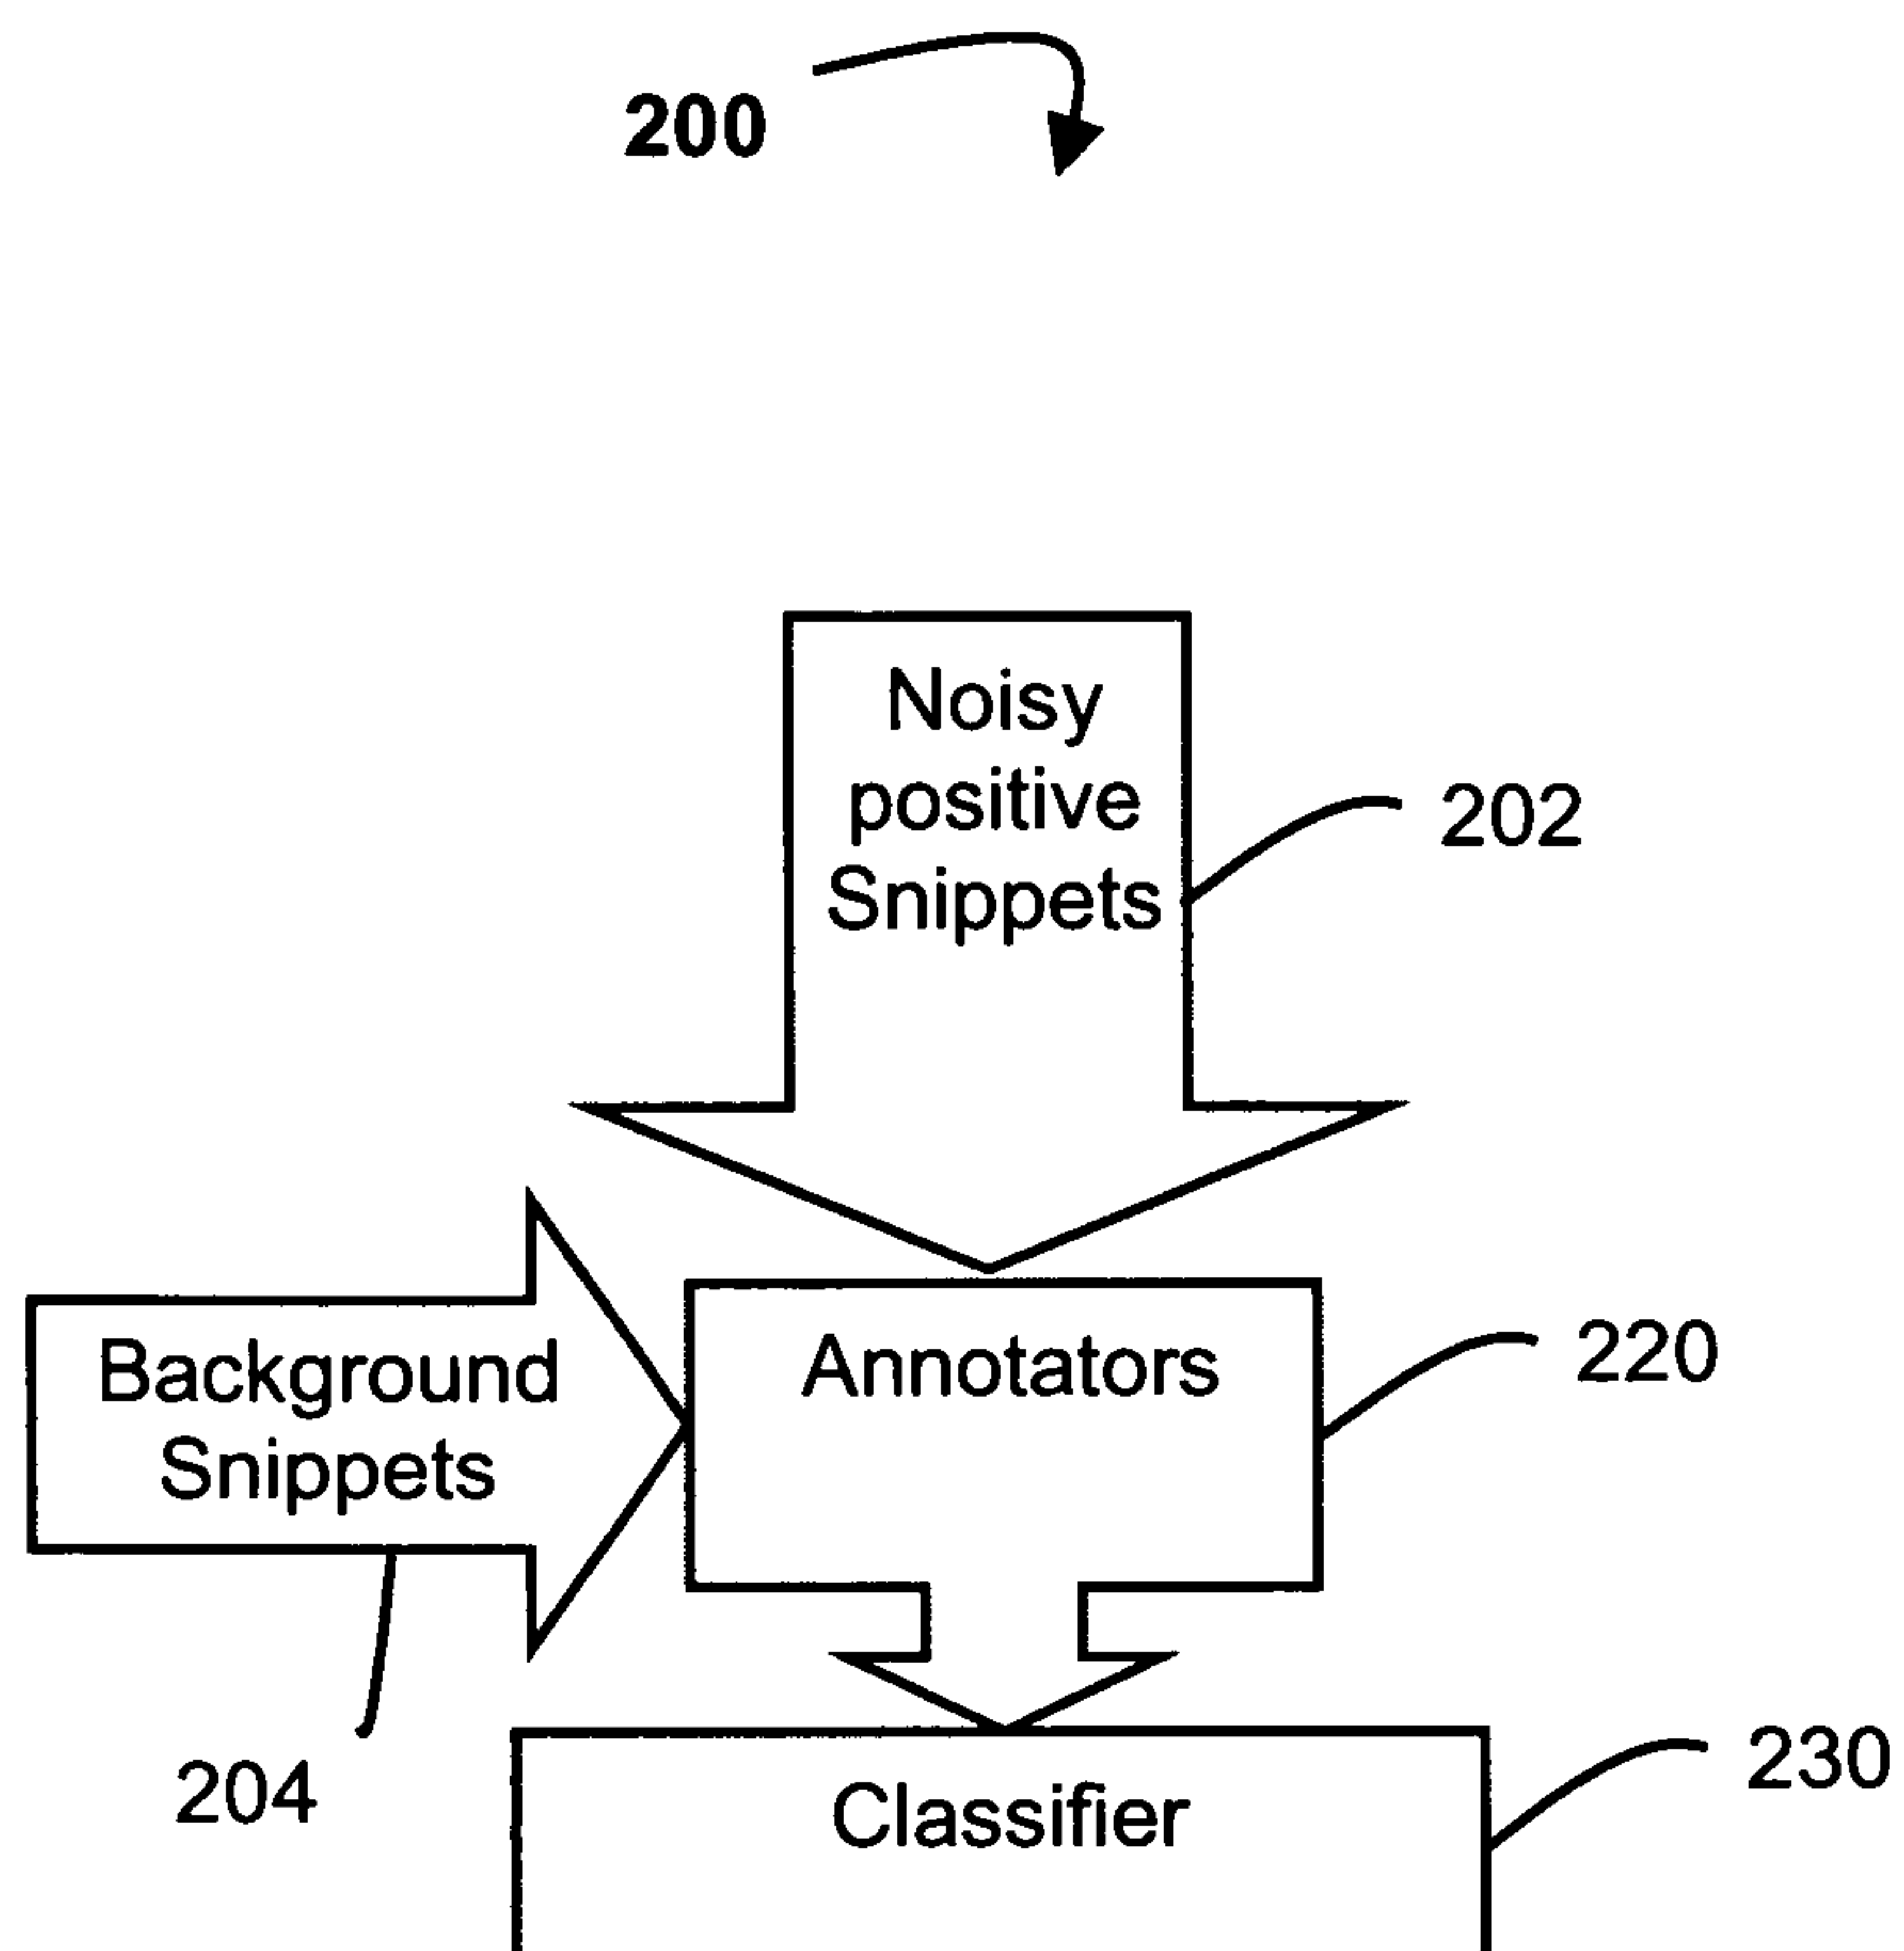 200
Noisy
positive
Snippets
202
Background
Snippets
204
Annotators
220
Classifier
230